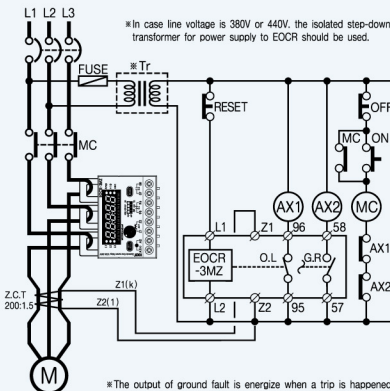 L1 L2 L3
※In case line voltage is 380V or 440V. the isolated step-down
transformer for power supply to EOCR should be used.
FUSE
※Tr
RESET
OFF
MC
ON
MC
AX1
AX2
MC
L1
Z1
96
58
AX1
EOCR
-3MZ
O.L
G.R
AX2
Z.C.T
200:1.5
Z1(k)
Z2(1)
L2
Z2
95
57
M
※The output of ground fault is energize when a trip is happened